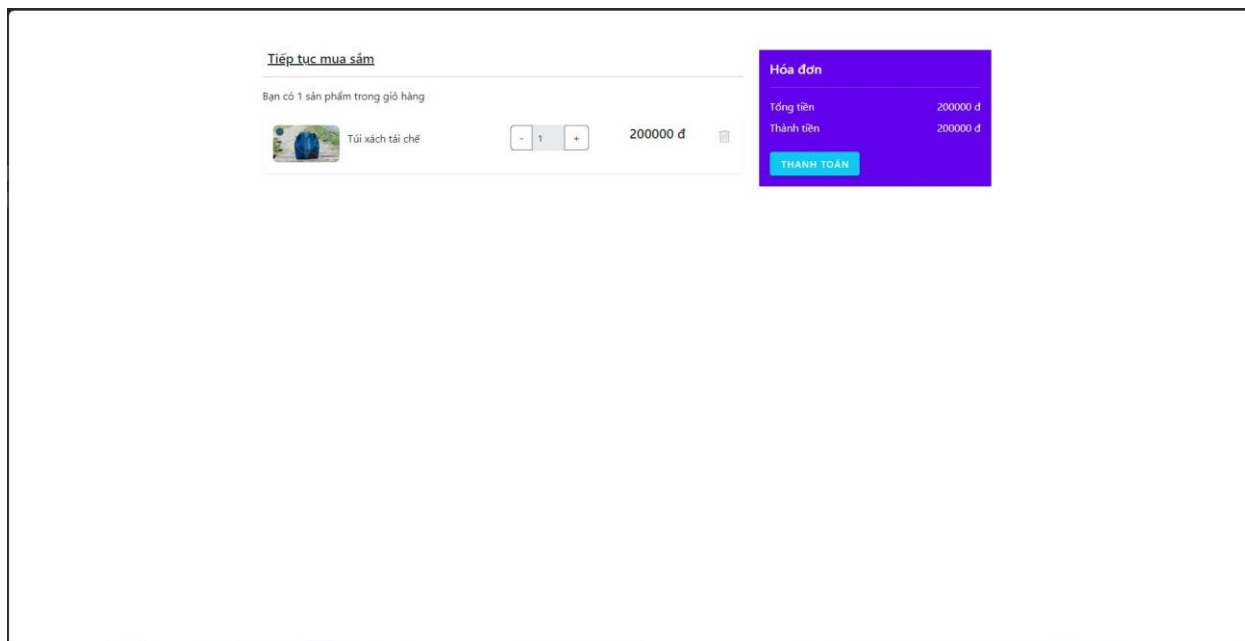 Tiếp tục mua sắm
Bạn có 1 sản phẩm trong giỏ hàng
Túi xách tái chế
- 1 +
200000 đ
Hóa đơn
Tổng tiền 200000 đ
Thành tiền 200000 đ
THANH TOÁN